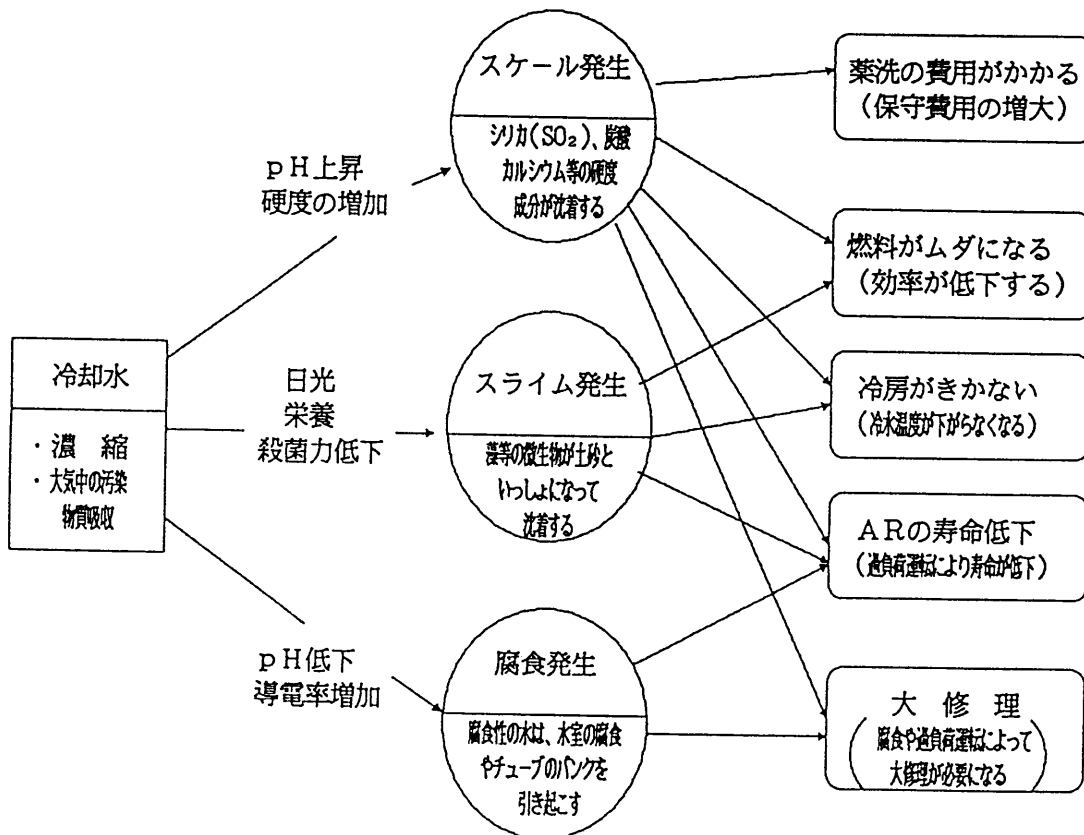 冷却水
・濃　縮
・大気中の汚染
物質吸収
pH上昇
硬度の増加
日光
栄養
殺菌力低下
pH低下
導電率増加
スケール発生
シリカ(SO₂)、炭酸
カルシウム等の硬度
成分が沈着する
スライム発生
藻等の微生物が土砂と
いっしょになって
沈着する
腐食発生
腐食性の水は、水室の腐食
やチューブのパンクを
引き起こす
薬洗の費用がかかる
(保守費用の増大)
燃料がムダになる
(効率が低下する)
冷房がきかない
(冷水温度が下がらなくなる)
ARの寿命低下
(過負荷運転により寿命が低下)
大　修　理
(腐食や過負荷運転によって
大修理が必要になる)